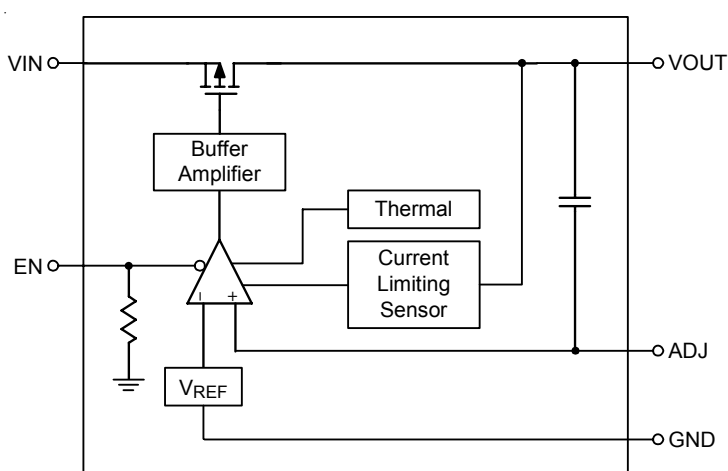 VIN
VOUT
Buffer
Amplifier
Thermal
EN
Current
Limiting
Sensor
− +
ADJ
VREF
GND